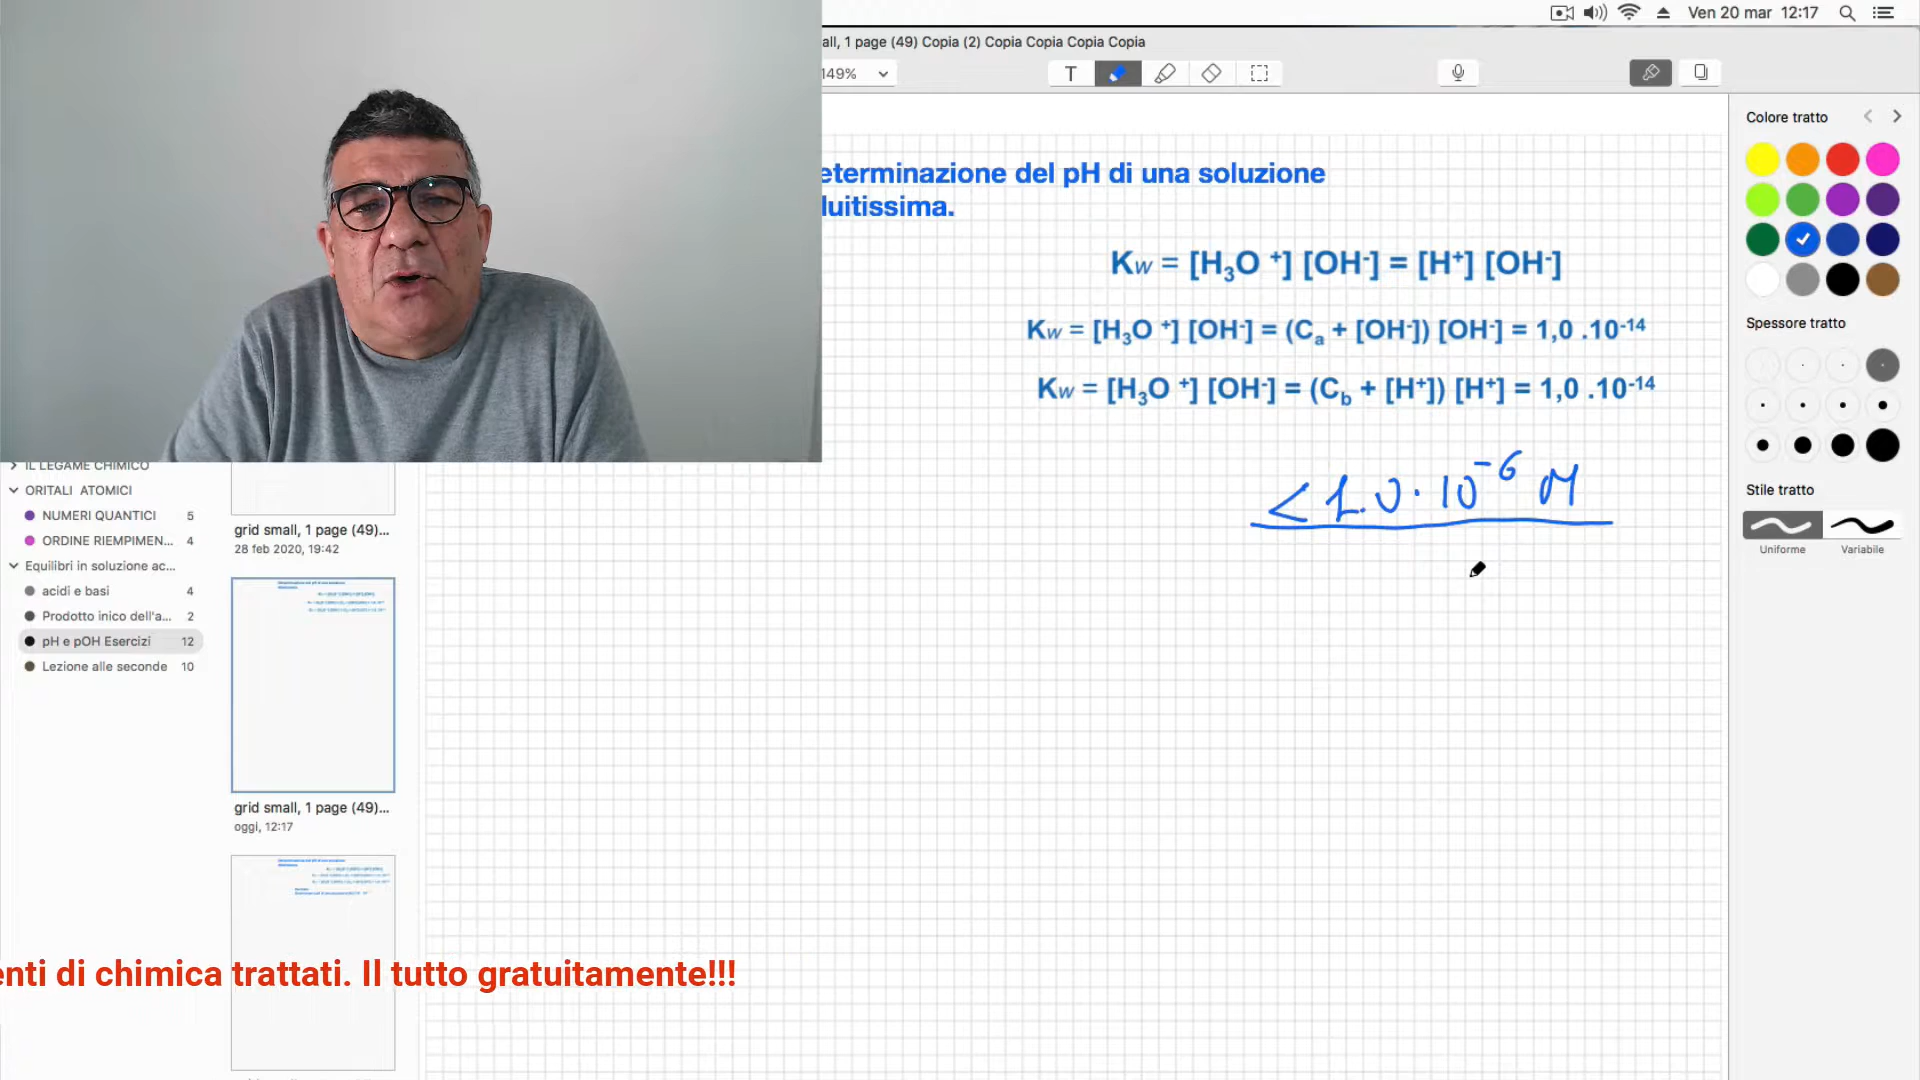 Ven 20 mar 12:17
all, 1 page (49) Copia (2) Copia Copia Copia Copia
149%
T
Colore tratto
eterminazione del pH di una soluzione
luitissima.
Kw = [H₃O ⁺] [OH⁻] = [H⁺] [OH⁻]
Kw = [H₃O ⁺] [OH⁻] = (Cₐ + [OH⁻]) [OH⁻] = 1,0 .10⁻¹⁴
Kw = [H₃O ⁺] [OH⁻] = (C_b + [H⁺]) [H⁺] = 1,0 .10⁻¹⁴
< 1.0 · 10⁻⁶ M
Spessore tratto
Stile tratto
Uniforme
Variabile
IL LEGAME CHIMICO
ORITALI ATOMICI
NUMERI QUANTICI 5
ORDINE RIEMPIMEN... 4
Equilibri in soluzione ac...
acidi e basi 4
Prodotto inico dell'a... 2
pH e pOH Esercizi 12
Lezione alle seconde 10
grid small, 1 page (49)...
28 feb 2020, 19:42
grid small, 1 page (49)...
oggi, 12:17
enti di chimica trattati. Il tutto gratuitamente!!!